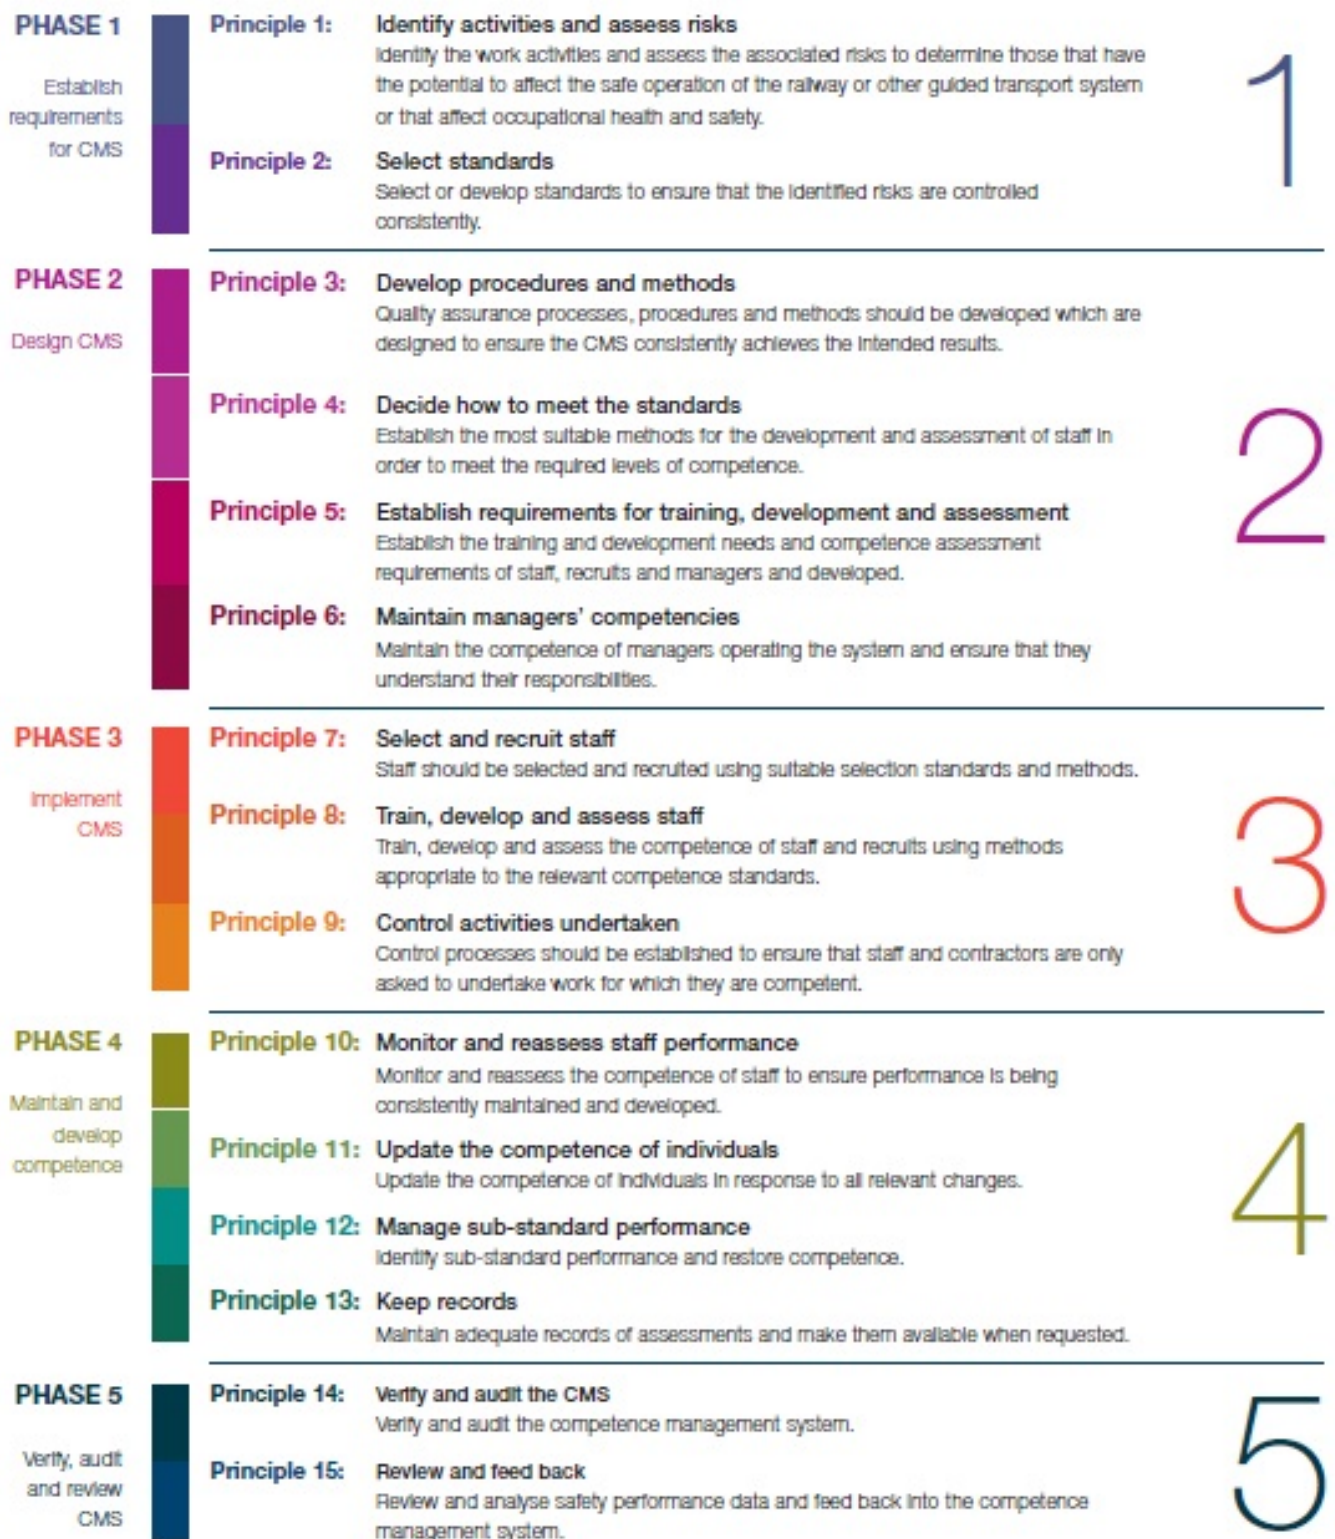 PHASE 1
Establish
requirements
for CMS
Principle 1:
Identify activities and assess risks
Identify the work activities and assess the associated risks to determine those that have
the potential to affect the safe operation of the railway or other guided transport system
or that affect occupational health and safety.
Principle 2:
Select standards
Select or develop standards to ensure that the identified risks are controlled
consistently.
1
PHASE 2
Design CMS
Principle 3:
Develop procedures and methods
Quality assurance processes, procedures and methods should be developed which are
designed to ensure the CMS consistently achieves the intended results.
Principle 4:
Decide how to meet the standards
Establish the most suitable methods for the development and assessment of staff in
order to meet the required levels of competence.
Principle 5:
Establish requirements for training, development and assessment
Establish the training and development needs and competence assessment
requirements of staff, recruits and managers and developed.
Principle 6:
Maintain managers' competencies
Maintain the competence of managers operating the system and ensure that they
understand their responsibilities.
2
PHASE 3
Implement
CMS
Principle 7:
Select and recruit staff
Staff should be selected and recruited using suitable selection standards and methods.
Principle 8:
Train, develop and assess staff
Train, develop and assess the competence of staff and recruits using methods
appropriate to the relevant competence standards.
Principle 9:
Control activities undertaken
Control processes should be established to ensure that staff and contractors are only
asked to undertake work for which they are competent.
3
PHASE 4
Maintain and
develop
competence
Principle 10:
Monitor and reassess staff performance
Monitor and reassess the competence of staff to ensure performance is being
consistently maintained and developed.
Principle 11:
Update the competence of individuals
Update the competence of individuals in response to all relevant changes.
Principle 12:
Manage sub-standard performance
Identify sub-standard performance and restore competence.
Principle 13:
Keep records
Maintain adequate records of assessments and make them available when requested.
4
PHASE 5
Verify, audit
and review
CMS
Principle 14:
Verify and audit the CMS
Verify and audit the competence management system.
Principle 15:
Review and feed back
Review and analyse safety performance data and feed back into the competence
management system.
5